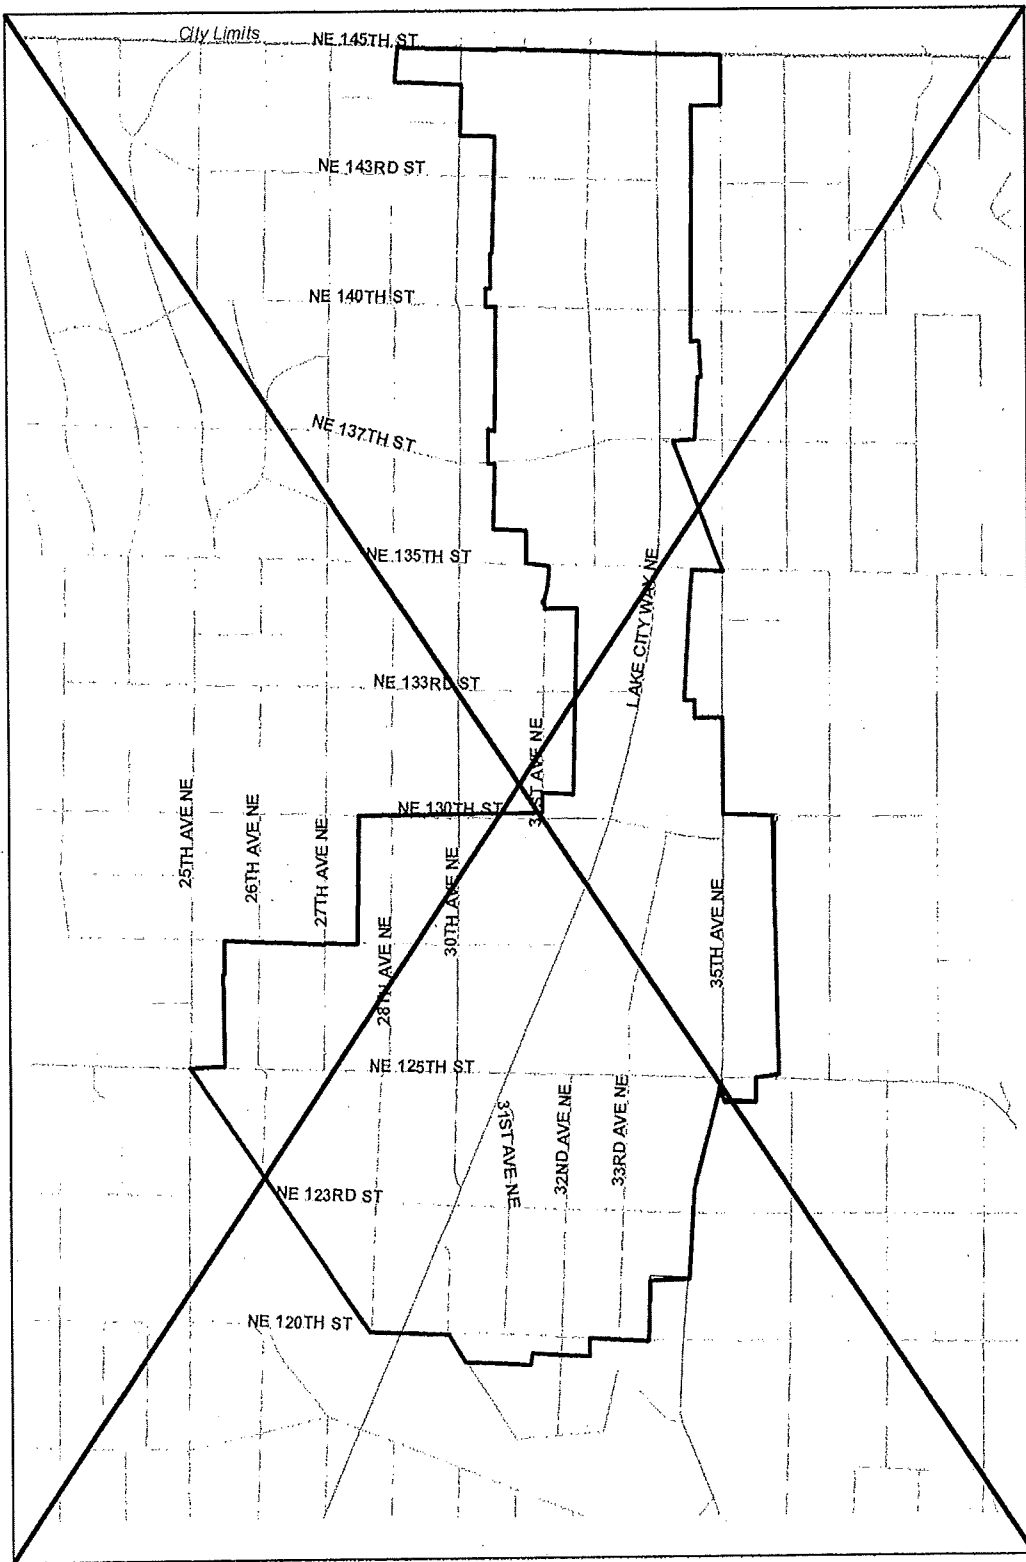 City Limits
NE 145TH ST
NE 143RD ST
NE 140TH ST
NE 137TH ST
NE 135TH ST
LAKE CITY WAY NE
NE 133RD ST
31ST AVE NE
NE 130TH ST
25TH AVE NE
26TH AVE NE
27TH AVE NE
28TH AVE NE
30TH AVE NE
35TH AVE NE
NE 125TH ST
31ST AVE NE
32ND AVE NE
33RD AVE NE
NE 123RD ST
NE 120TH ST